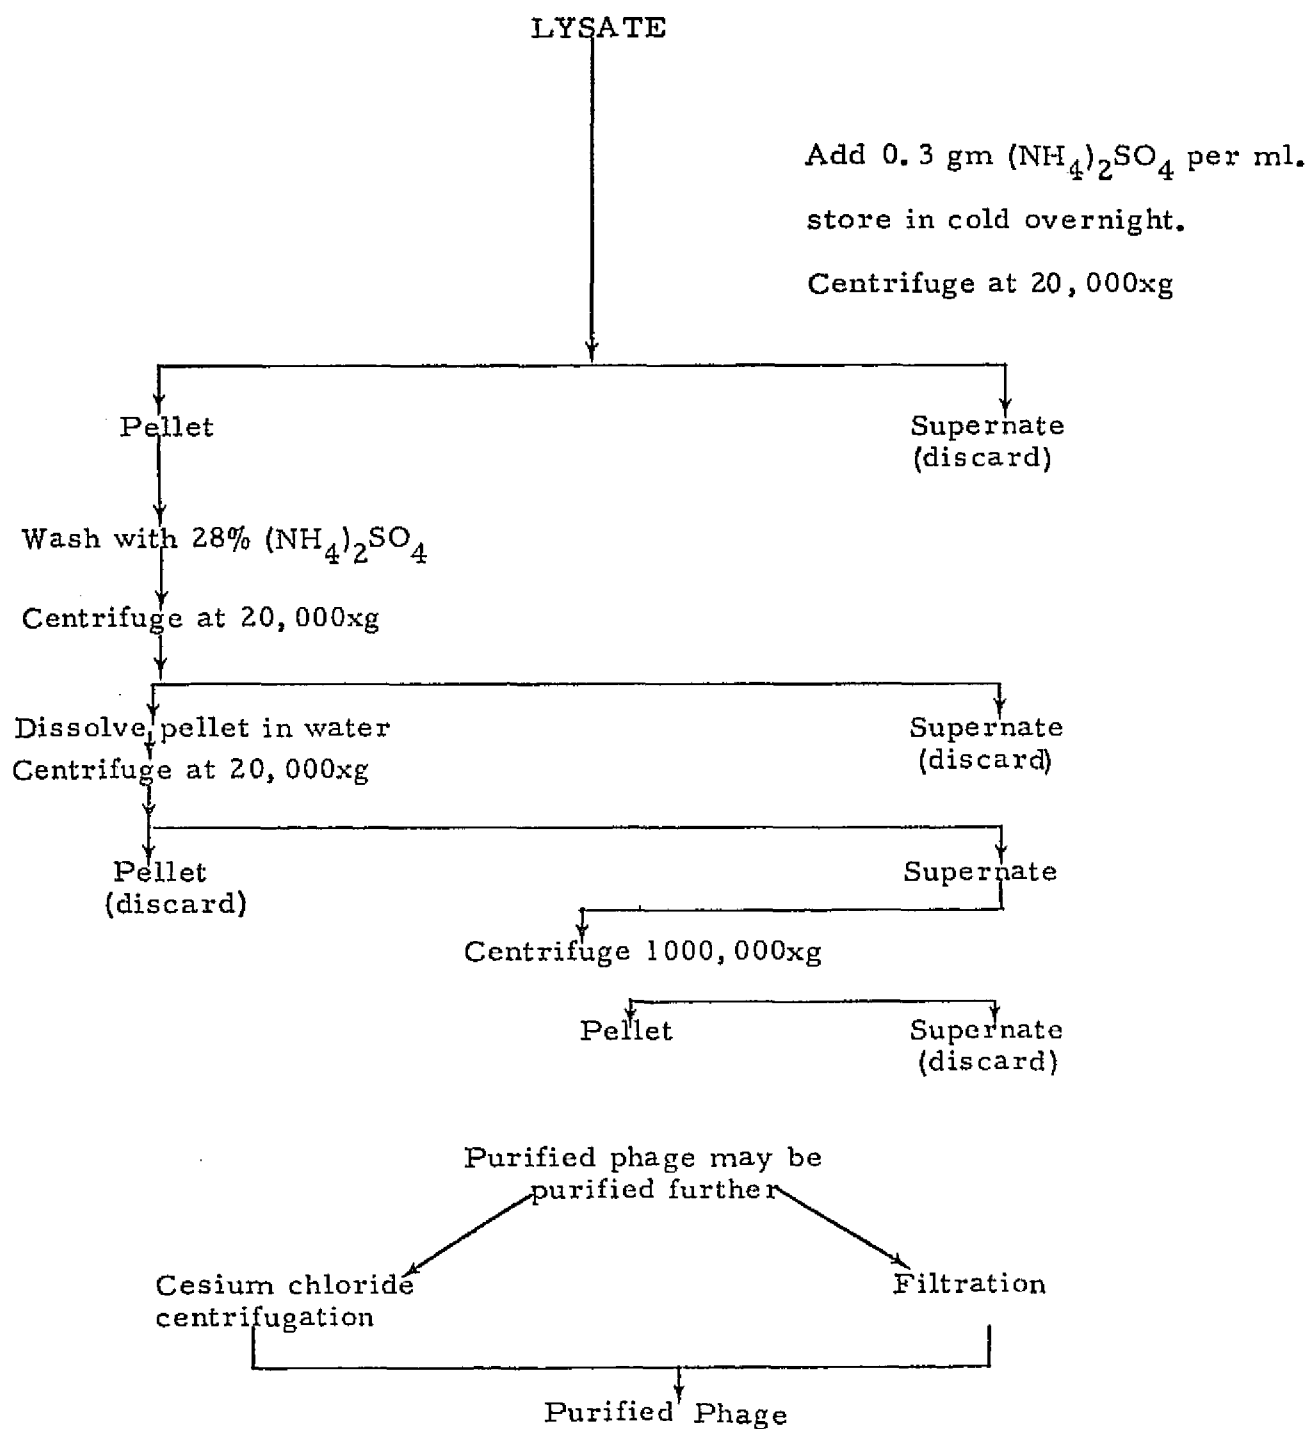 LYSATE
Add 0.3 gm (NH4)2SO4 per ml.
store in cold overnight.
Centrifuge at 20,000xg
Pellet
Supernate
(discard)
Wash with 28% (NH4)2SO4
Centrifuge at 20,000xg
Dissolve pellet in water
Centrifuge at 20,000xg
Supernate
(discard)
Pellet
(discard)
Supernate
Centrifuge 1000,000xg
Pellet
Supernate
(discard)
Purified phage may be
purified further
Cesium chloride
centrifugation
Filtration
Purified Phage